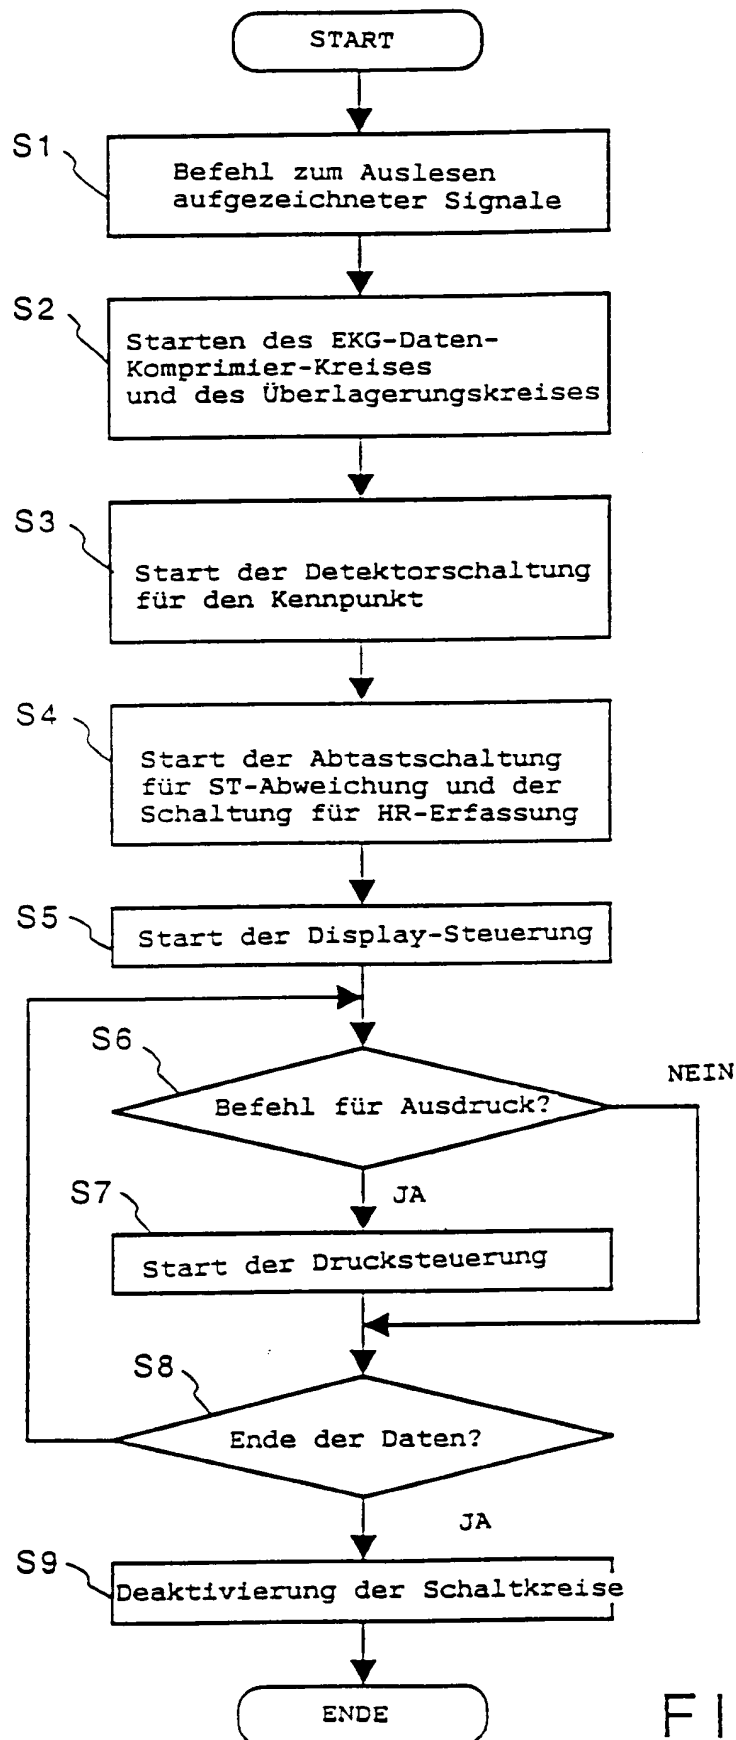 START
S1
Befehl zum Auslesen
aufgezeichneter Signale
S2
Starten des EKG-Daten-
Komprimier-Kreises
und des Überlagerungskreises
S3
Start der Detektorschaltung
für den Kennpunkt
S4
Start der Abtastschaltung
für ST-Abweichung und der
Schaltung für HR-Erfassung
S5
Start der Display-Steuerung
S6
Befehl für Ausdruck?
NEIN
JA
S7
Start der Drucksteuerung
S8
Ende der Daten?
JA
S9
Deaktivierung der Schaltkreise
ENDE
FI